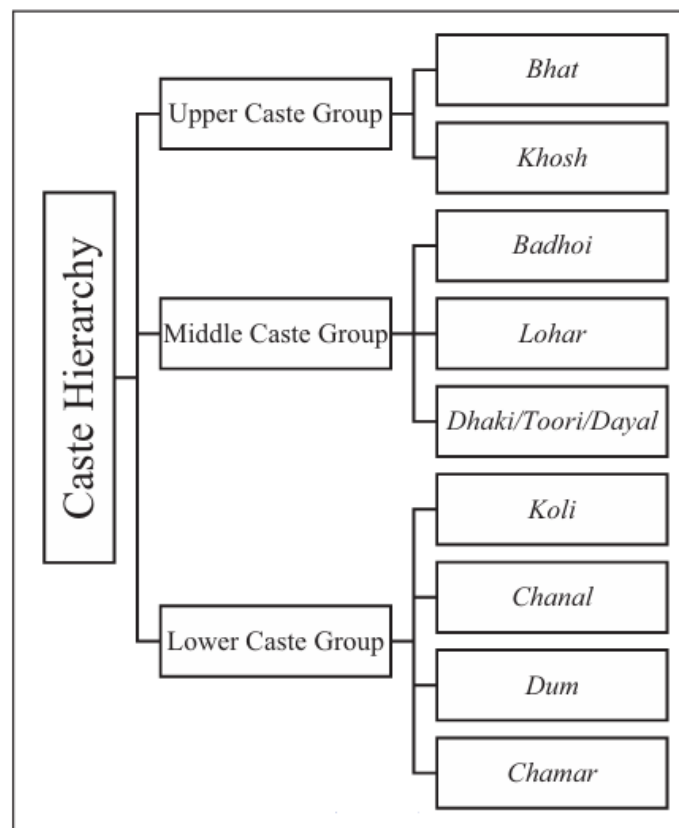 Caste Hierarchy
Upper Caste Group
Bhat
Khosh
Middle Caste Group
Badhoi
Lohar
Dhaki/Toori/Dayal
Lower Caste Group
Koli
Chanal
Dum
Chamar